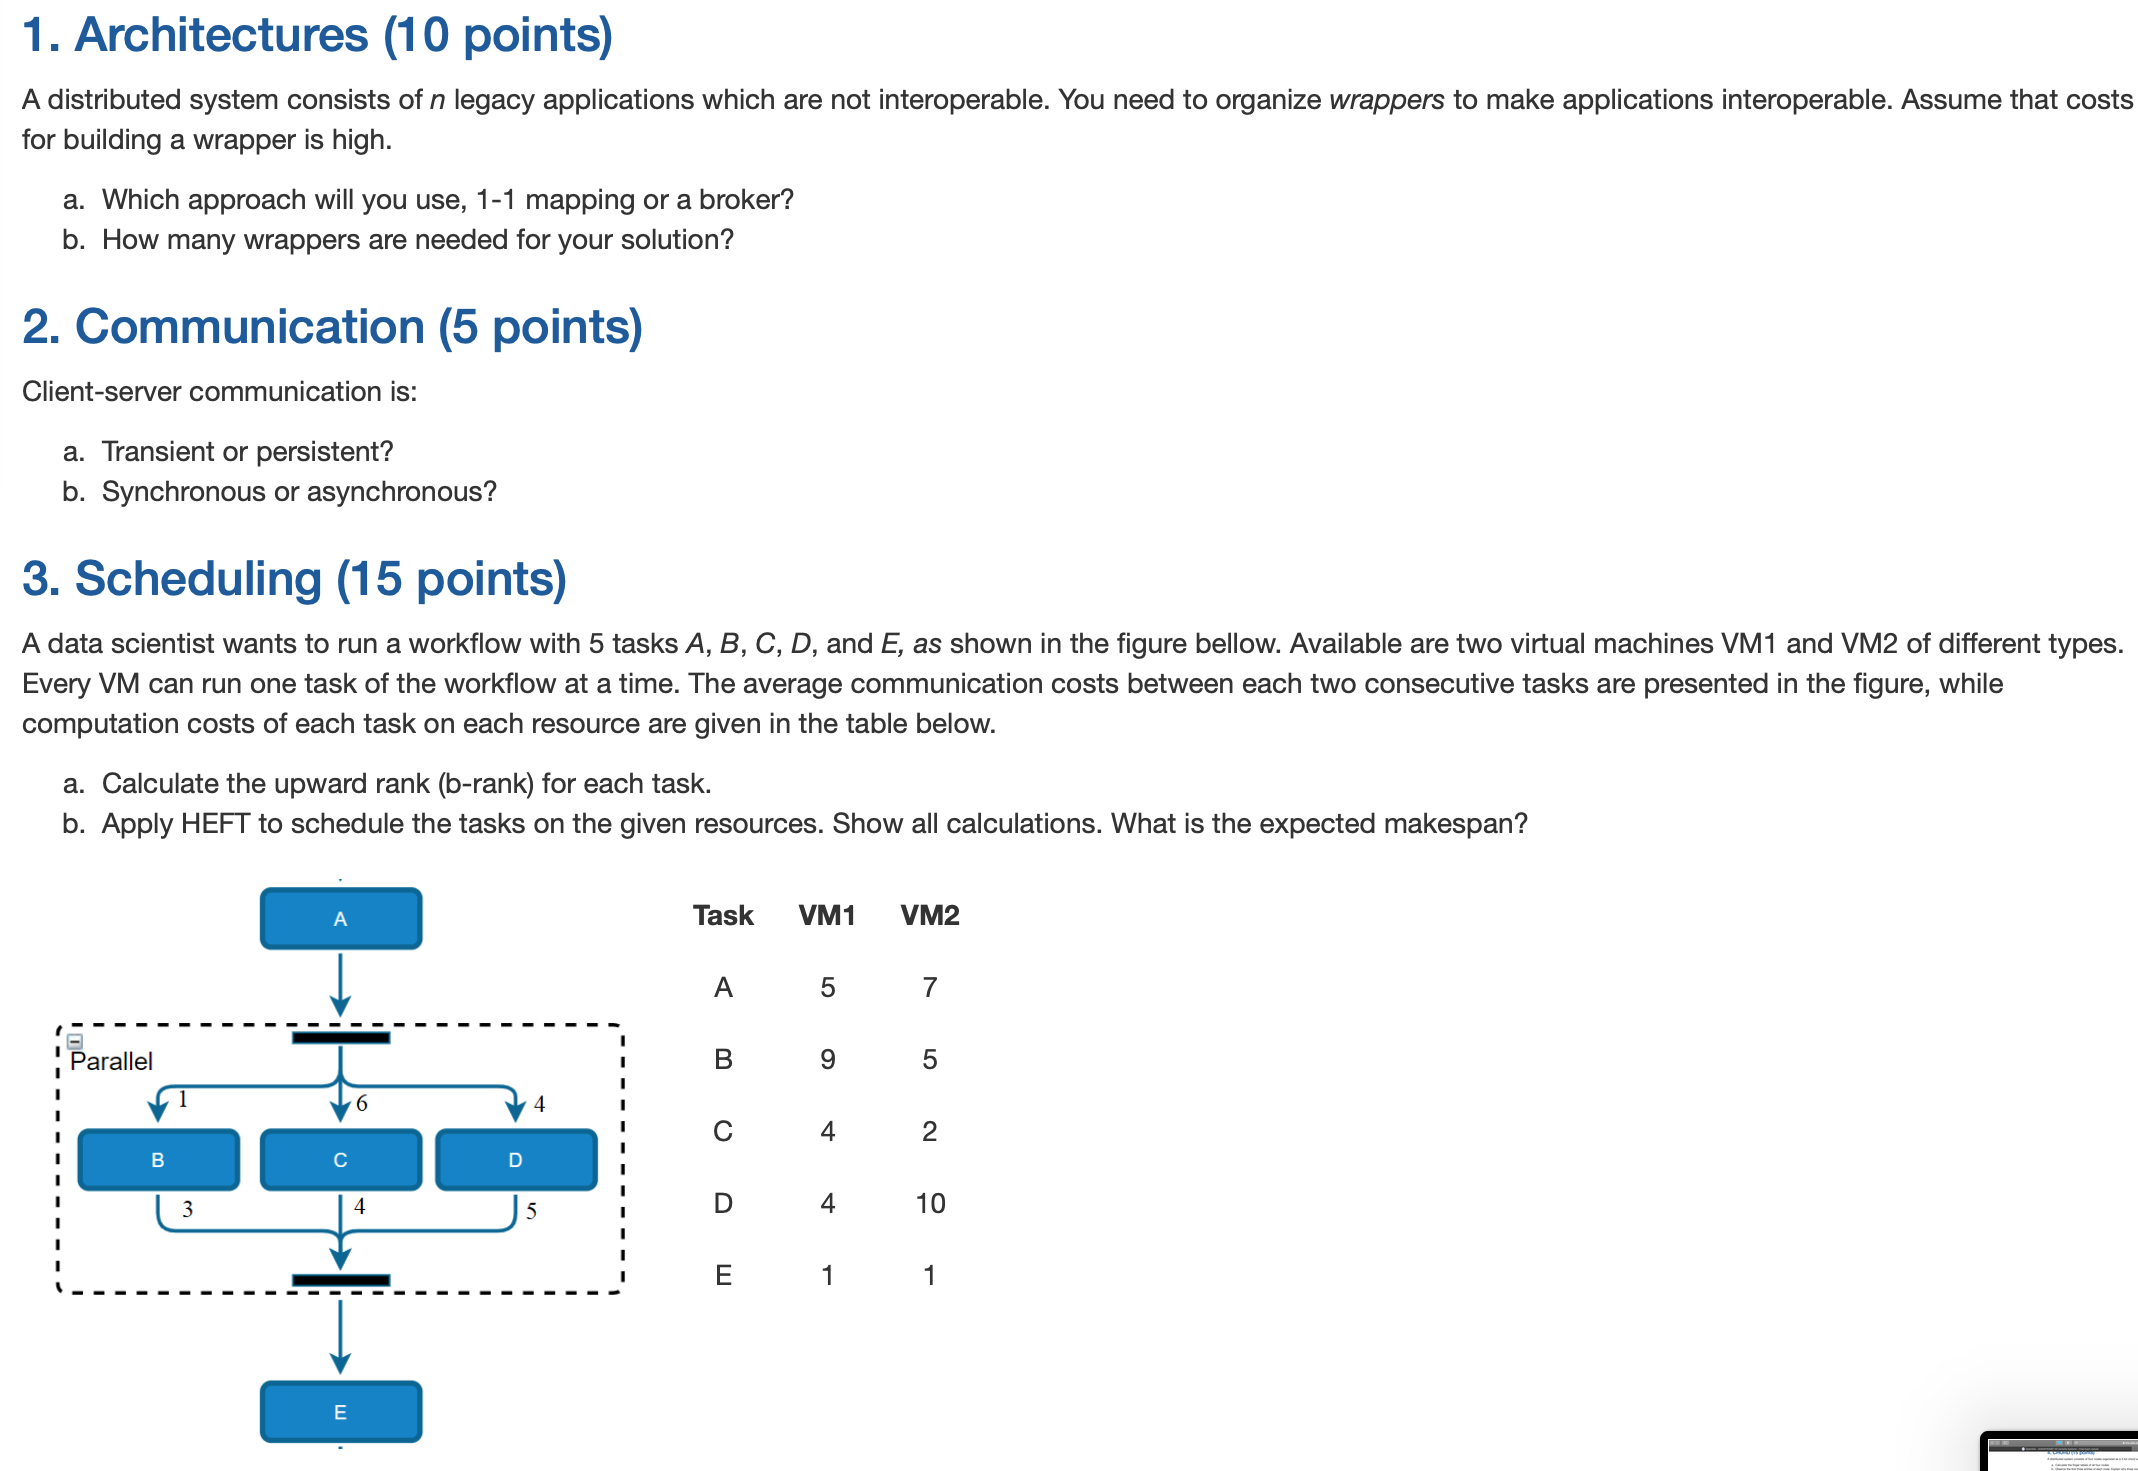 1. Architectures (10 points)
A distributed system consists of n legacy applications which are not interoperable. You need to organize wrappers to make applications interoperable. Assume that costs
for building a wrapper is high.
a. Which approach will you use, 1-1 mapping or a broker?
b. How many wrappers are needed for your solution?
2. Communication (5 points)
Client-server communication is:
a. Transient or persistent?
b. Synchronous or asynchronous?
3. Scheduling (15 points)
A data scientist wants to run a workflow with 5 tasks A, B, C, D, and E, as shown in the figure bellow. Available are two virtual machines VM1 and VM2 of different types.
Every VM can run one task of the workflow at a time. The average communication costs between each two consecutive tasks are presented in the figure, while
computation costs of each task on each resource are given in the table below.
a. Calculate the upward rank (b-rank) for each task.
b. Apply HEFT to schedule the tasks on the given resources. Show all calculations. What is the expected makespan?
A
Parallel
1 6 4
B C D
3 4 5
E
Task VM1 VM2
A 5 7
B 9 5
C 4 2
D 4 10
E 1 1